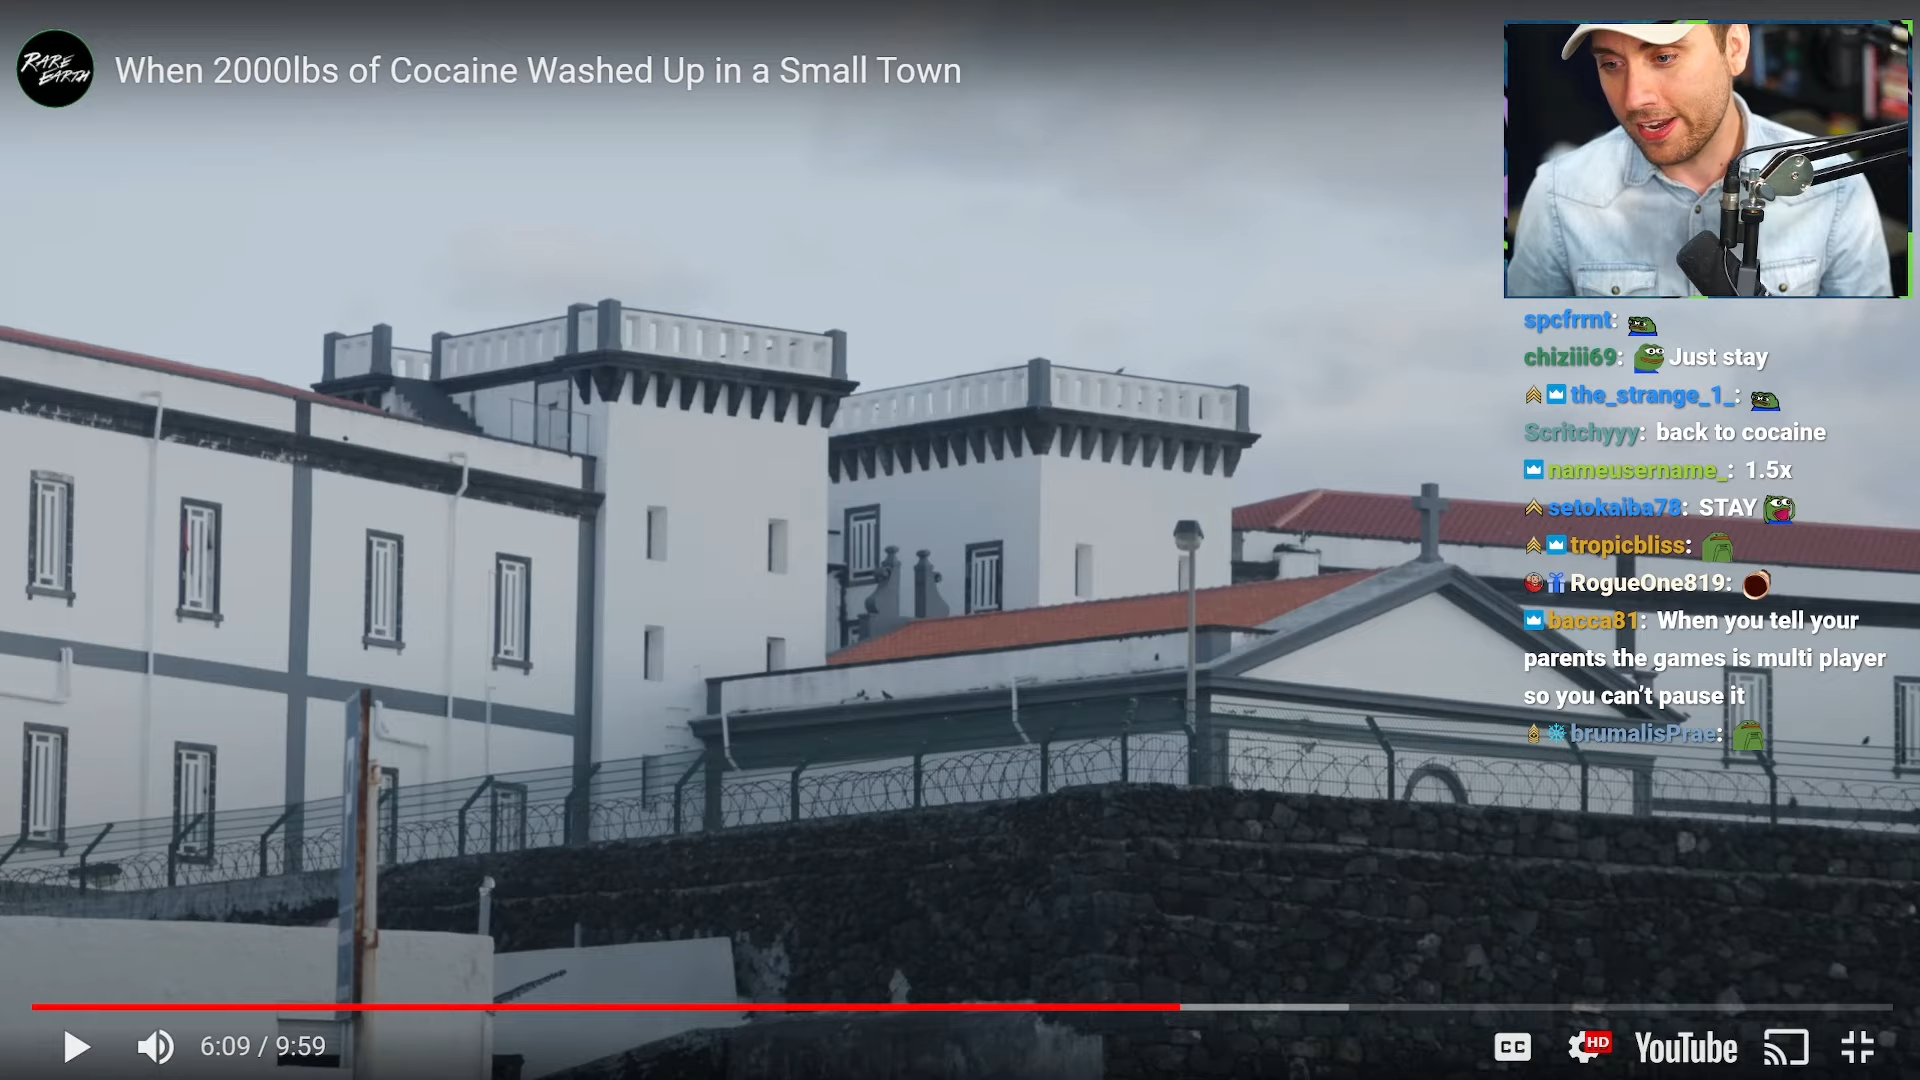 RARE
EARTH
When 2000lbs of Cocaine Washed Up in a Small Town
spcfrrnt:
chiziii69: Just stay
the_strange_1_:
Scritchyyy: back to cocaine
nameusername_: 1.5x
setokaiba78: STAY
tropicbliss:
RogueOne819:
bacca81: When you tell your
parents the games is multi player
so you can't pause it
brumalisPrae:
6:09 / 9:59
CC
HD
YouTube